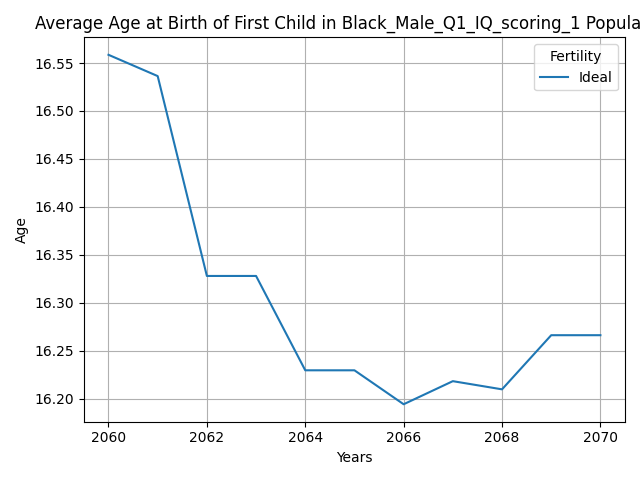 Average Age at Birth of First Child in Black_Male_Q1_IQ_scoring_1 Popula
Fertility
Ideal
16.55
16.50
16.45
16.40
16.35
16.30
16.25
16.20
Age
2060 2062 2064 2066 2068 2070
Years